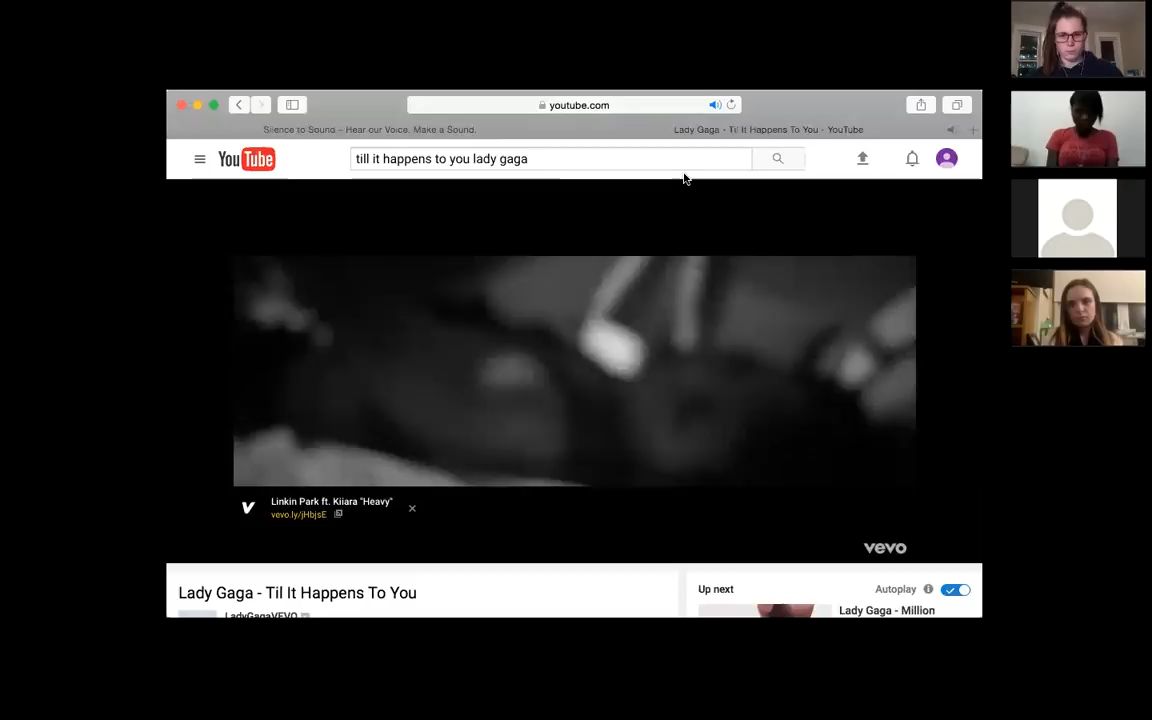 youtube.com
Silence to Sound – Hear our Voice. Make a Sound.
Lady Gaga - Til It Happens To You - YouTube
YouTube
till it happens to you lady gaga
Linkin Park ft. Kiiara "Heavy"
vevo.ly/jHbjsE
vevo
Lady Gaga - Til It Happens To You
Up next
Autoplay
LadyGagaVEVO
Lady Gaga - Million